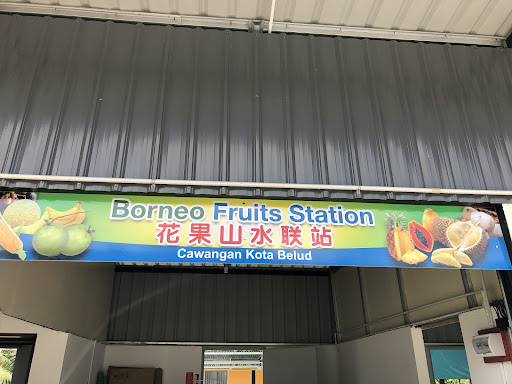 Borneo Fruits Station
花果山水联站
Cawangan Kota Belud